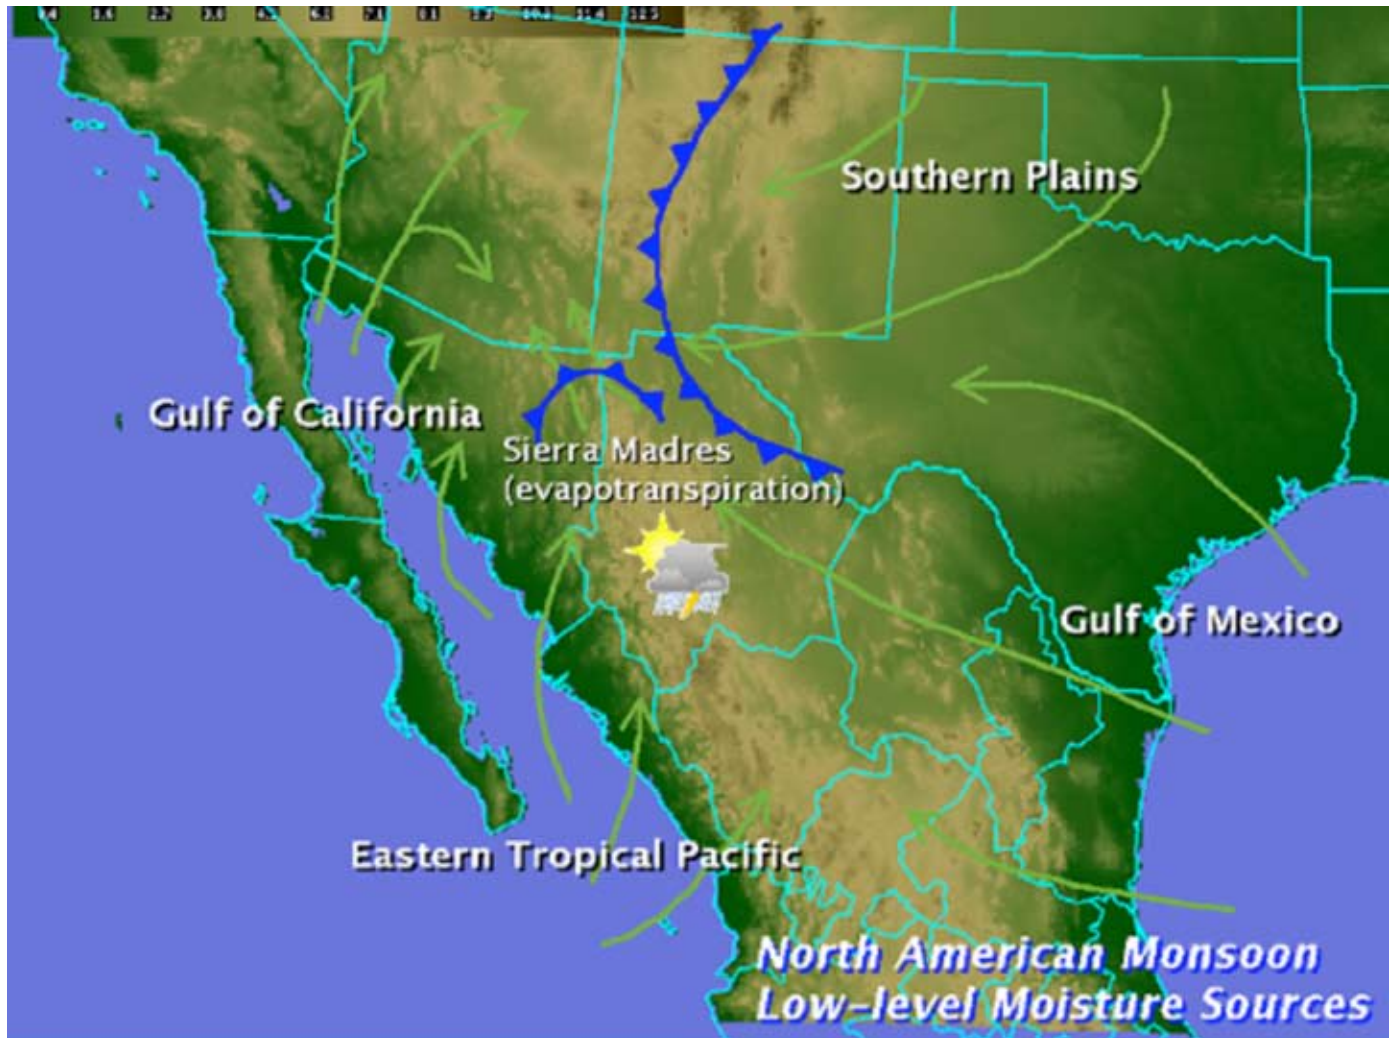 Southern Plains
Gulf of California
Sierra Madres
(evapotranspiration)
Gulf of Mexico
Eastern Tropical Pacific
North American Monsoon
Low-level Moisture Sources